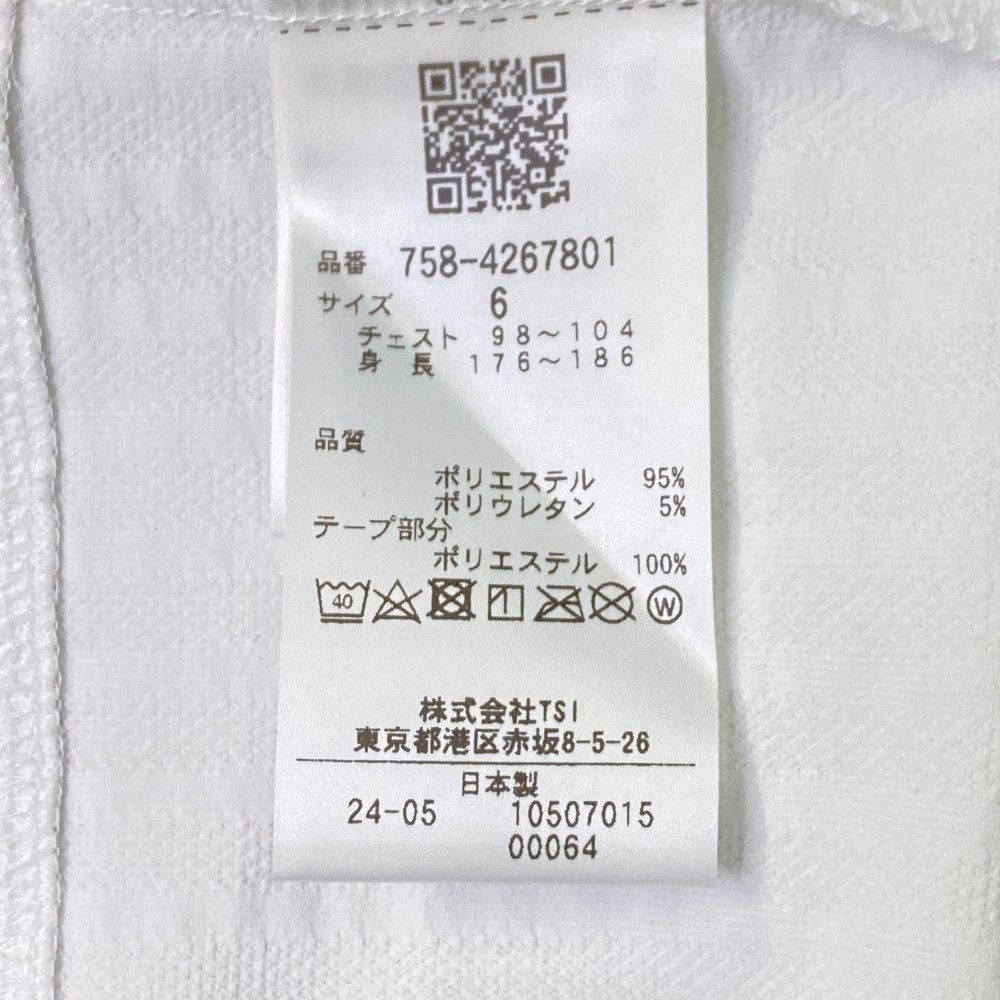 品番 758-4267801
サイズ 6
チェスト 98～104
身長 176～186
品質
ポリエステル 95%
ポリウレタン 5%
テープ部分
ポリエステル 100%
40 W
株式会社TSI
東京都港区赤坂8-5-26
日本製
24-05 10507015
00064